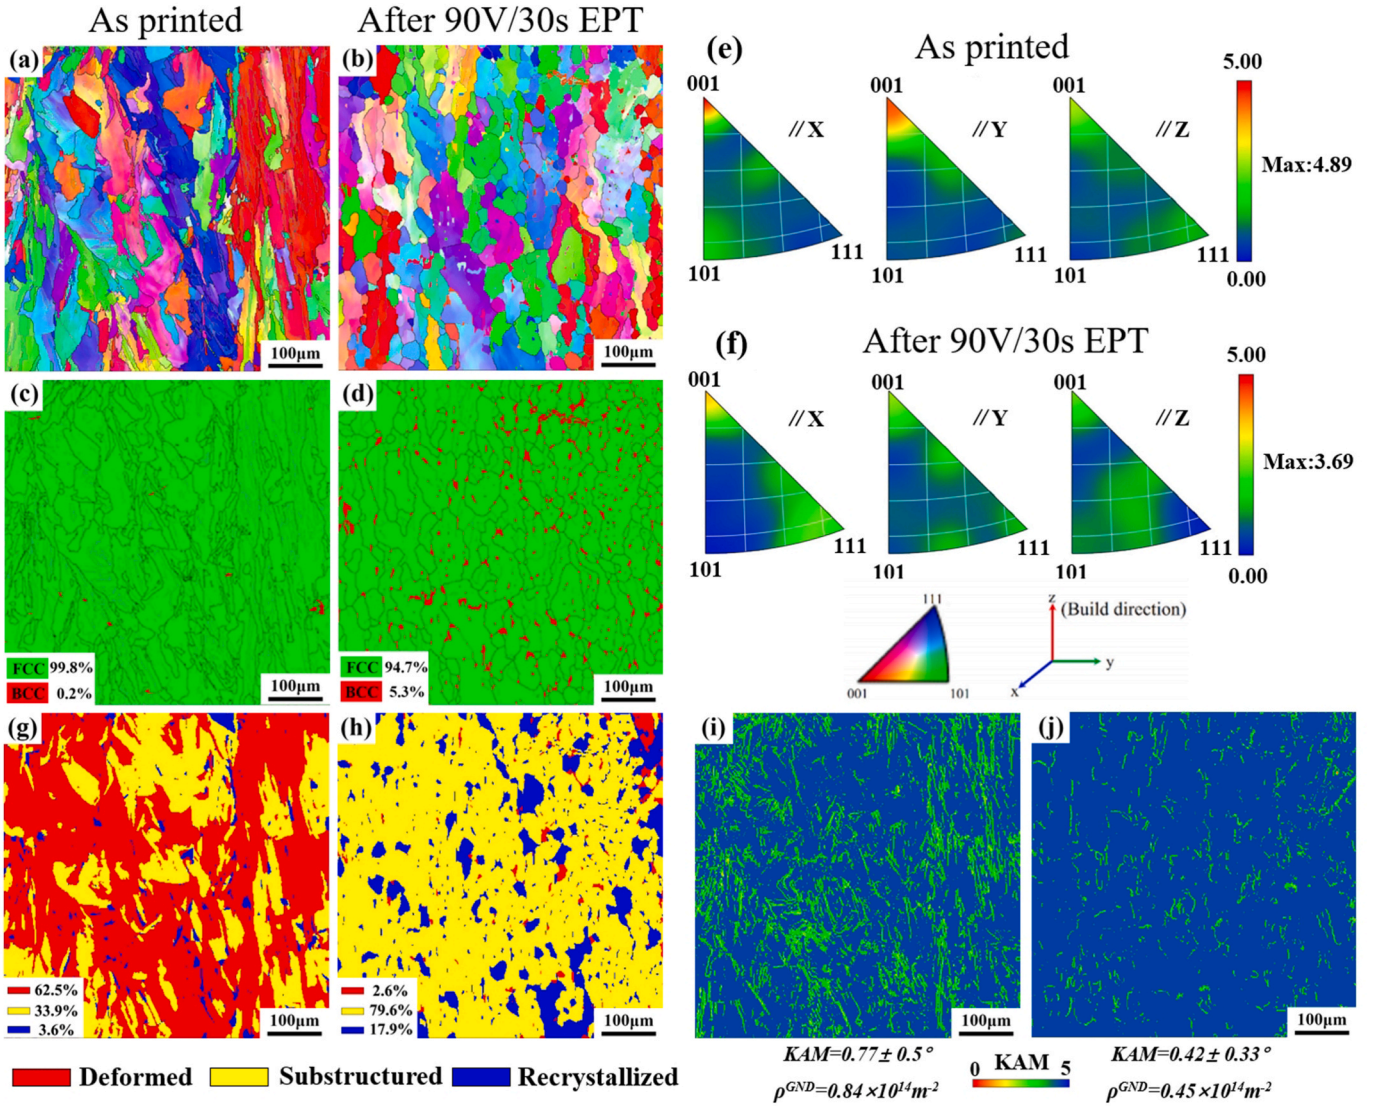 As printed
After 90V/30s EPT
(a)
100μm
(b)
100μm
(c)
FCC 99.8%
BCC 0.2%
100μm
(d)
FCC 94.7%
BCC 5.3%
100μm
(e)
As printed
001
//X
101
111
001
//Y
101
111
001
//Z
101
111
5.00
Max:4.89
0.00
(f)
After 90V/30s EPT
001
//X
101
111
001
//Y
101
111
001
//Z
101
111
5.00
Max:3.69
0.00
111
001
101
z
(Build direction)
y
x
(g)
62.5%
33.9%
3.6%
100μm
(h)
2.6%
79.6%
17.9%
100μm
Deformed
Substructured
Recrystallized
(i)
100μm
(j)
100μm
KAM=0.77± 0.5°
ρGND=0.84×10¹⁴m⁻²
0 KAM 5
KAM=0.42± 0.33°
ρGND=0.45×10¹⁴m⁻²